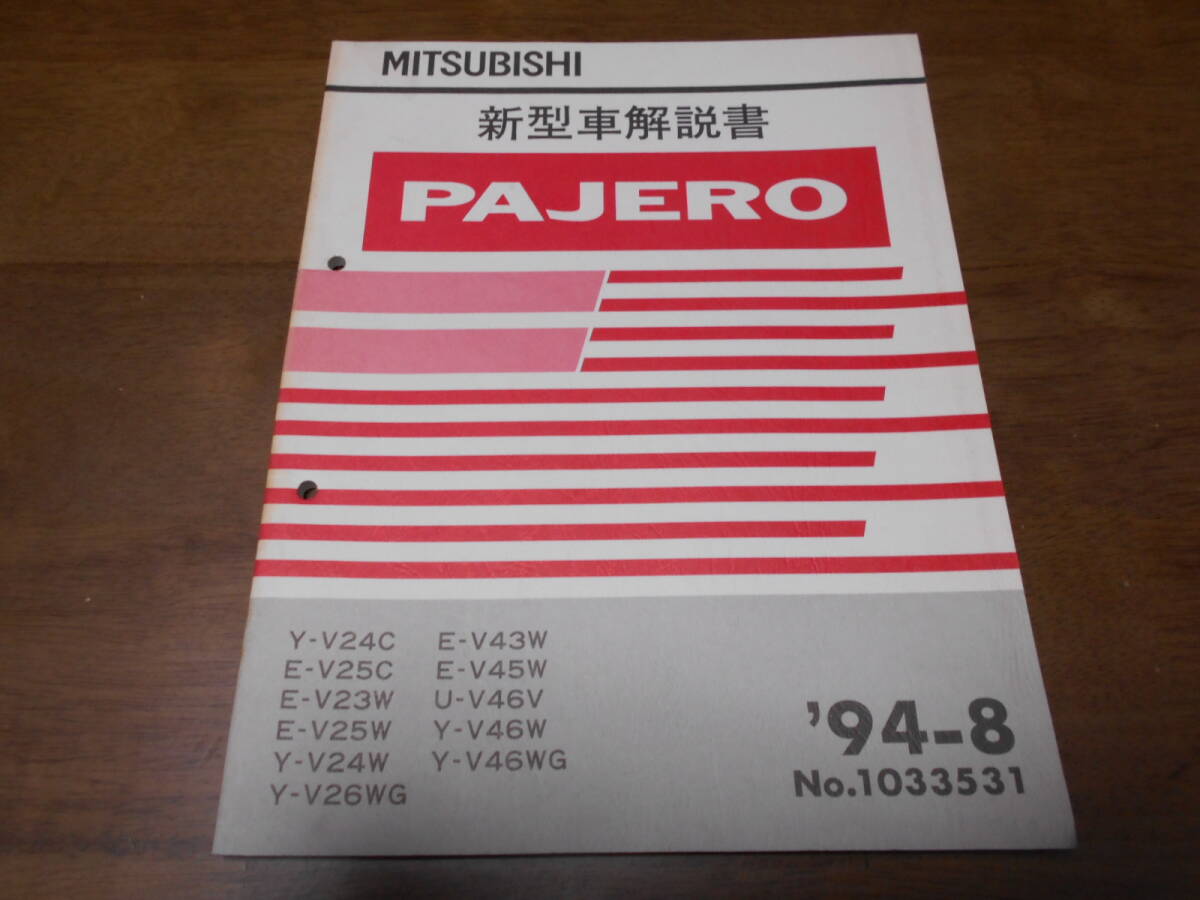 MITSUBISHI
新型車解説書
PAJERO
Y-V24C
E-V25C
E-V23W
E-V25W
Y-V24W
Y-V26WG
E-V43W
E-V45W
U-V46V
Y-V46W
Y-V46WG
'94-8
No.1033531